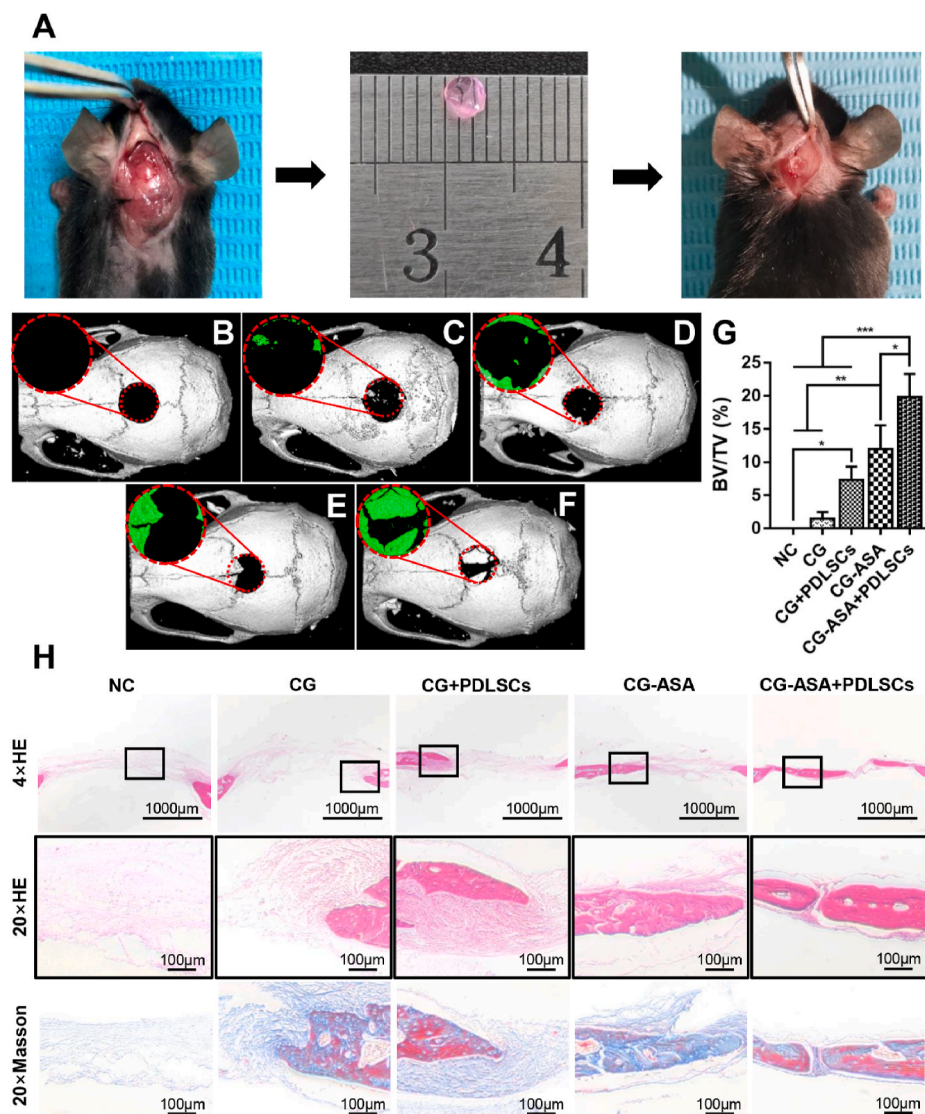 A
3 4
B C D
E F
G
***
*
**
*
BV/TV (%)
25
20
15
10
5
0
NC
CG
CG+PDLSCs
CG-ASA
CG-ASA+PDLSCs
H
NC CG CG+PDLSCs CG-ASA CG-ASA+PDLSCs
4×HE
1000μm 1000μm 1000μm 1000μm 1000μm
20×HE
100μm 100μm 100μm 100μm 100μm
20×Masson
100μm 100μm 100μm 100μm 100μm